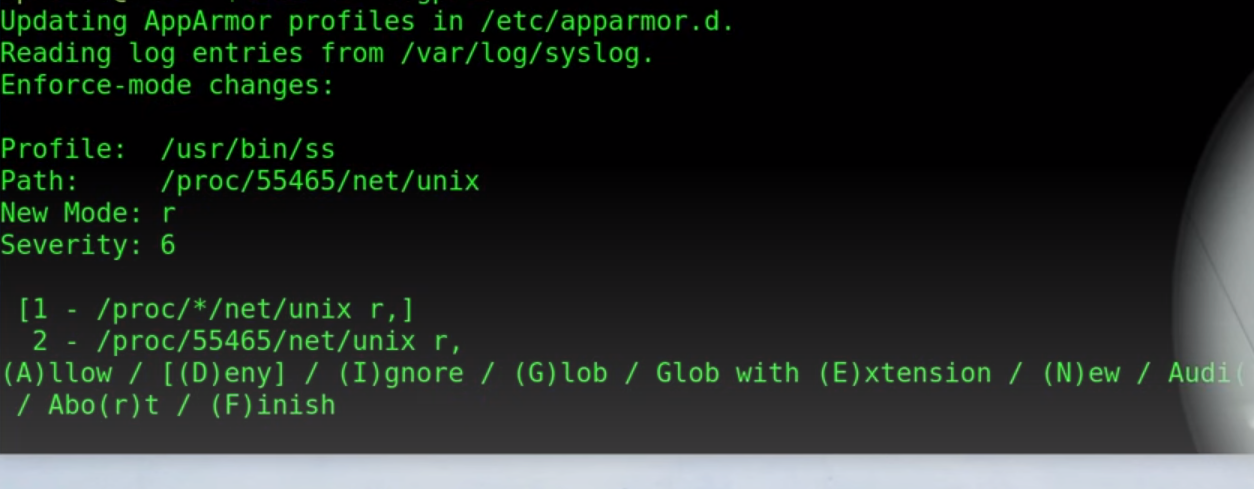 Updating AppArmor profiles in /etc/apparmor.d.
Reading log entries from /var/log/syslog.
Enforce-mode changes:
Profile:  /usr/bin/ss
Path:     /proc/55465/net/unix
New Mode: r
Severity: 6
[1 - /proc/*/net/unix r,]
2 - /proc/55465/net/unix r,
(A)llow / [(D)eny] / (I)gnore / (G)lob / Glob with (E)xtension / (N)ew / Audi(
/ Abo(r)t / (F)inish